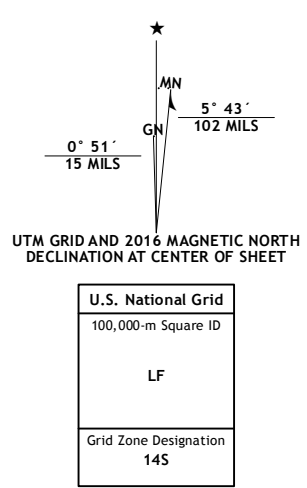 MN
GN
5° 43´
102 MILS
0° 51´
15 MILS
UTM GRID AND 2016 MAGNETIC NORTH
DECLINATION AT CENTER OF SHEET
U.S. National Grid
100,000-m Square ID
LF
Grid Zone Designation
14S